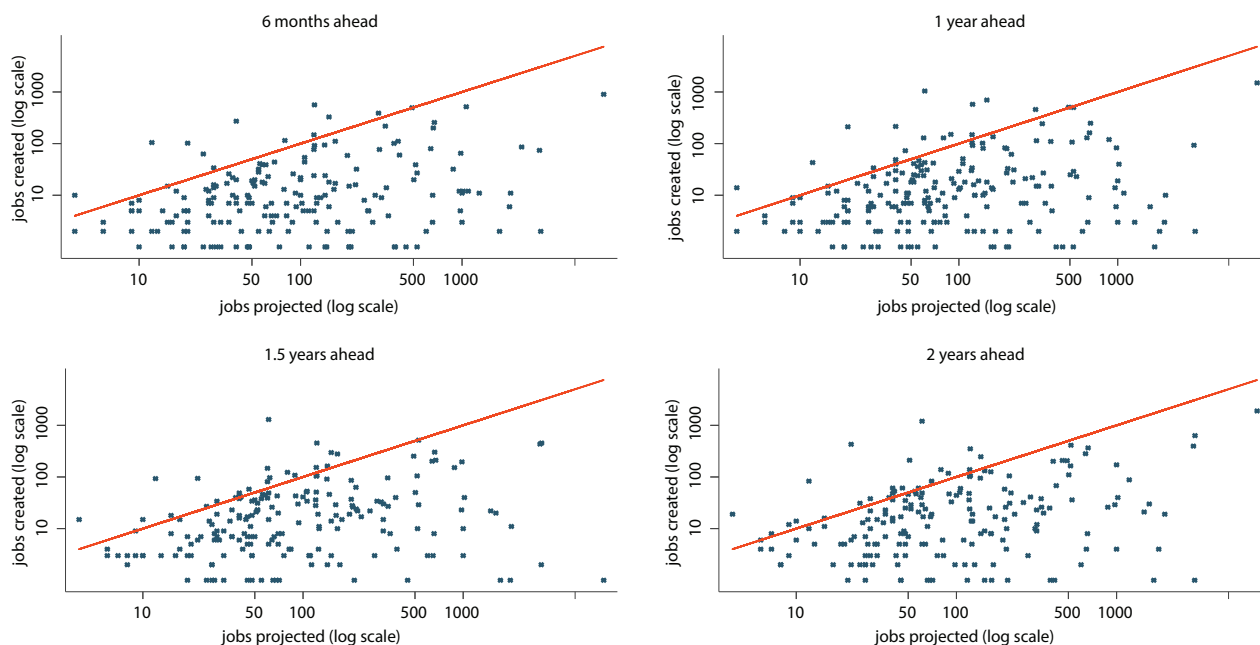 6 months ahead
jobs created (log scale)
1000
100
10
10 50 100 500 1000
jobs projected (log scale)
1 year ahead
jobs created (log scale)
1000
100
10
10 50 100 500 1000
jobs projected (log scale)
1.5 years ahead
jobs created (log scale)
1000
100
10
10 50 100 500 1000
jobs projected (log scale)
2 years ahead
jobs created (log scale)
1000
100
10
10 50 100 500 1000
jobs projected (log scale)